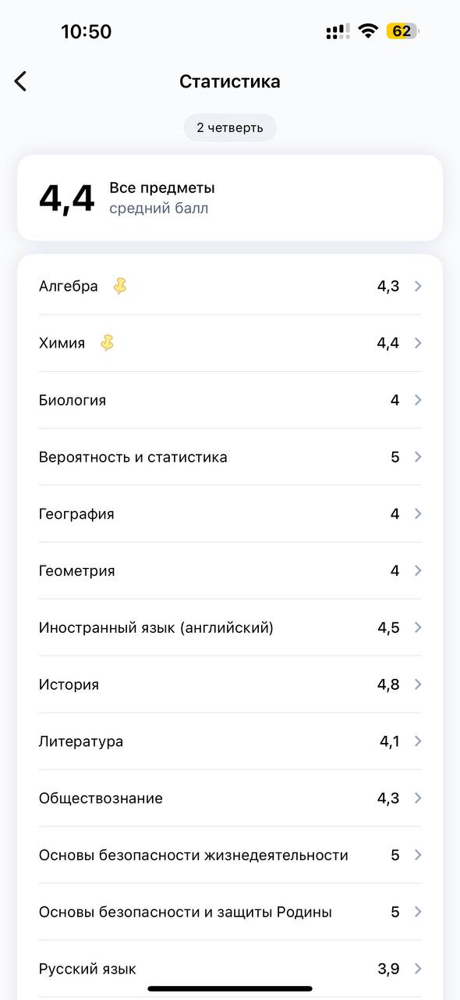 10:50
62
Статистика
2 четверть
4,4
Все предметы
средний балл
Алгебра 4,3
Химия 4,4
Биология 4
Вероятность и статистика 5
География 4
Геометрия 4
Иностранный язык (английский) 4,5
История 4,8
Литература 4,1
Обществознание 4,3
Основы безопасности жизнедеятельности 5
Основы безопасности и защиты Родины 5
Русский язык 3,9